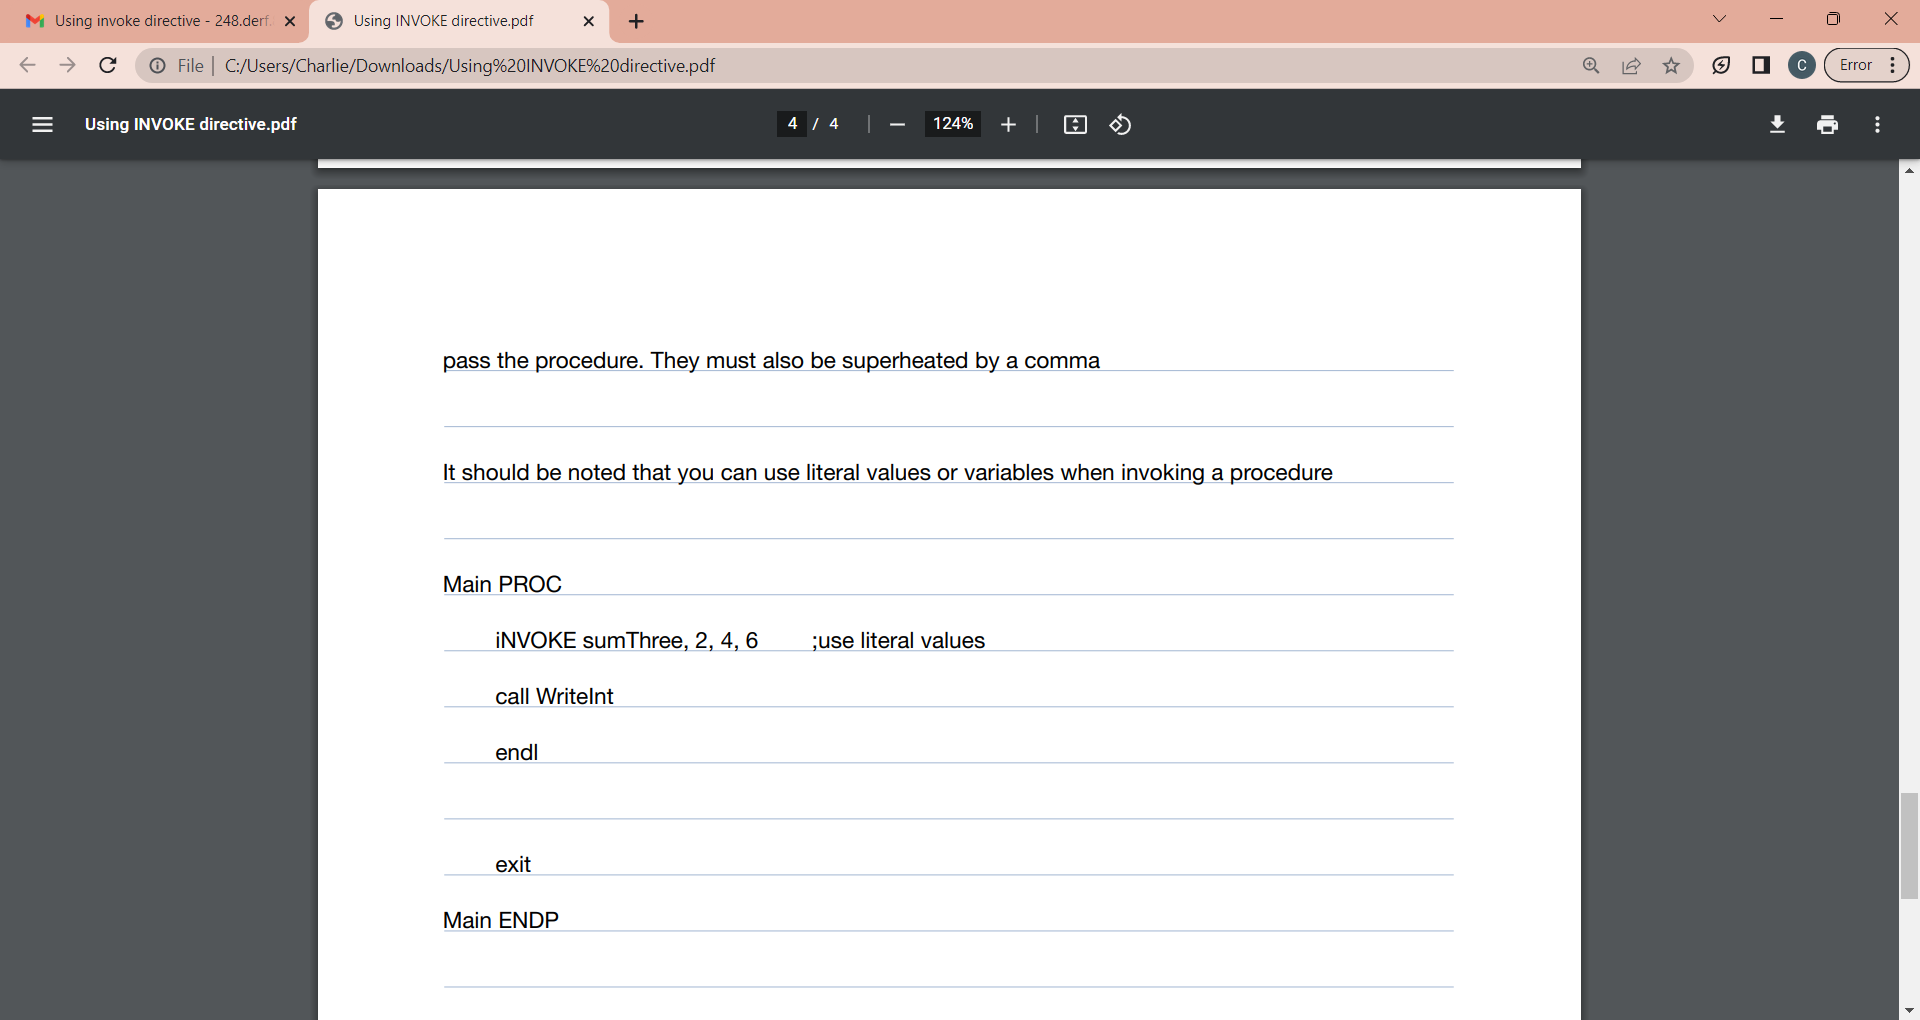 Using invoke directive - 248.derf
Using INVOKE directive.pdf
File
C:/Users/Charlie/Downloads/Using%20INVOKE%20directive.pdf
C
Error
Using INVOKE directive.pdf
4 / 4
124%
pass the procedure. They must also be superheated by a comma
It should be noted that you can use literal values or variables when invoking a procedure
Main PROC
iNVOKE sumThree, 2, 4, 6 ;use literal values
call WriteInt
endl
exit
Main ENDP